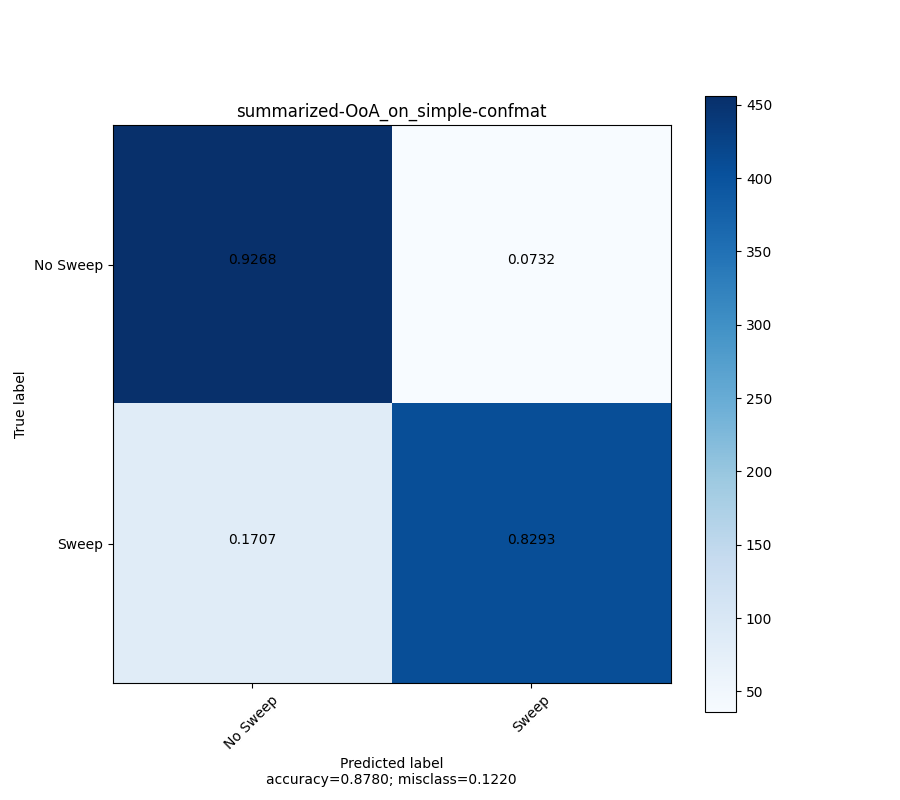 summarized-OoA_on_simple-confmat
True label
No Sweep
0.9268
0.0732
Sweep
0.1707
0.8293
No Sweep
Sweep
Predicted label
accuracy=0.8780; misclass=0.1220
450
400
350
300
250
200
150
100
50